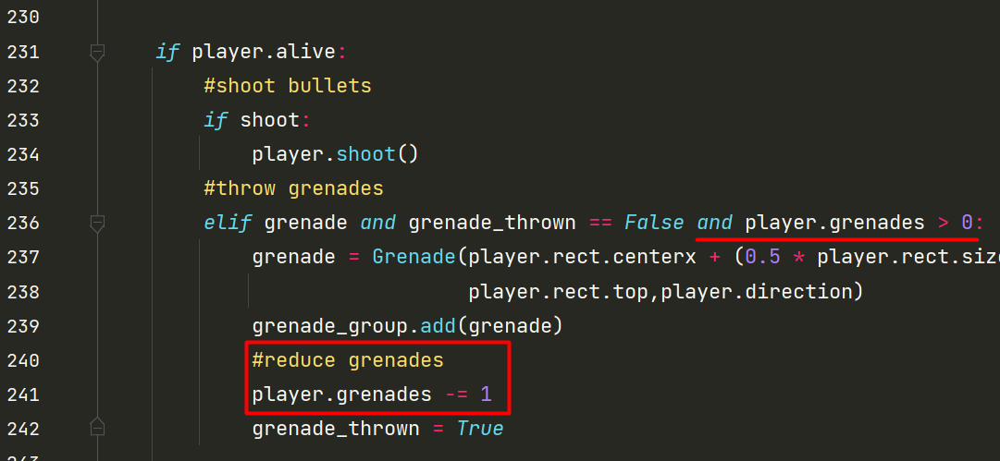 230
231 if player.alive:
232 #shoot bullets
233 if shoot:
234 player.shoot()
235 #throw grenades
236 elif grenade and grenade_thrown == False and player.grenades > 0:
237 grenade = Grenade(player.rect.centerx + (0.5 * player.rect.size
238 player.rect.top,player.direction)
239 grenade_group.add(grenade)
240 #reduce grenades
241 player.grenades -= 1
242 grenade_thrown = True